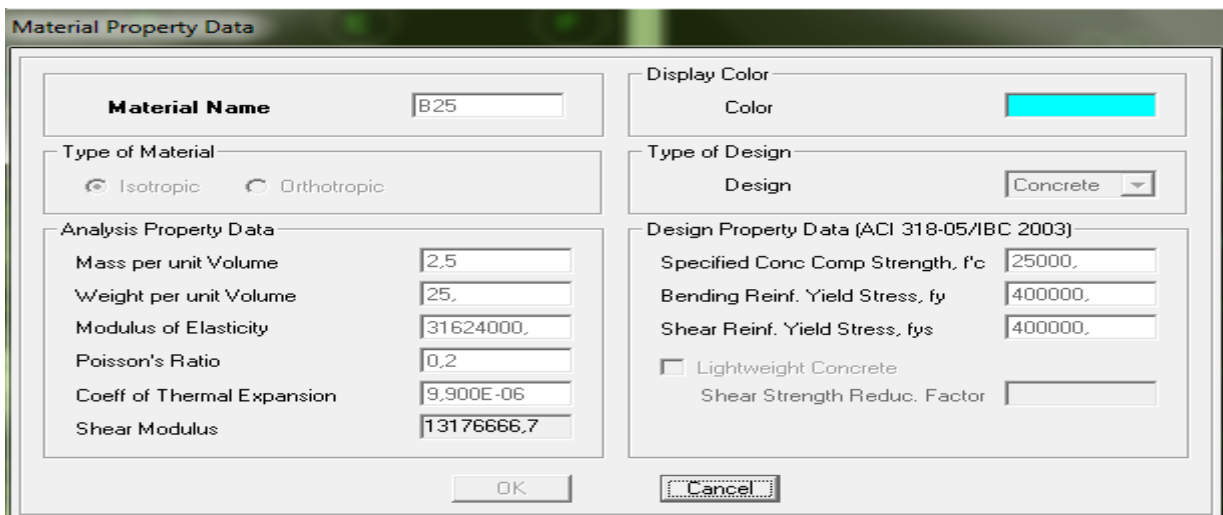 Material Property Data
Display Color
Material Name B25 Color
Type of Material Type of Design
Isotropic Orthotropic Design Concrete
Analysis Property Data Design Property Data (ACI 318-05/IBC 2003)
Mass per unit Volume 2,5 Specified Conc Comp Strength, f'c 25000,
Weight per unit Volume 25, Bending Reinf. Yield Stress, fy 400000,
Modulus of Elasticity 31624000, Shear Reinf. Yield Stress, fys 400000,
Poisson's Ratio 0,2 Lightweight Concrete
Coeff of Thermal Expansion 9,900E-06 Shear Strength Reduc. Factor
Shear Modulus 13176666,7
OK Cancel